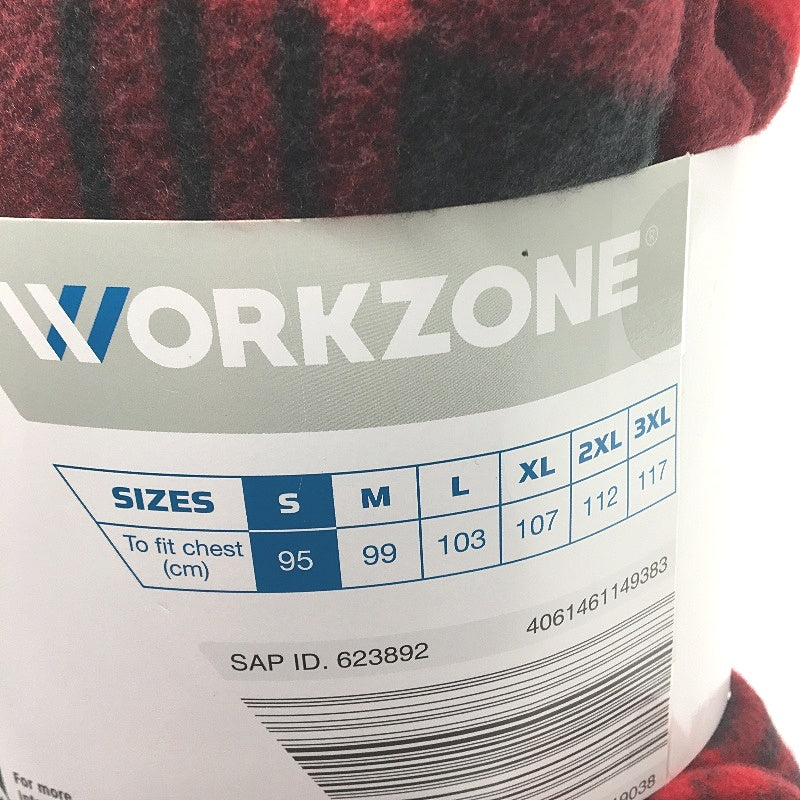 WORKZONE®
SIZES S M L XL 2XL 3XL
To fit chest (cm) 95 99 103 107 112 117
4061461149383
SAP ID. 623892
For more
9038